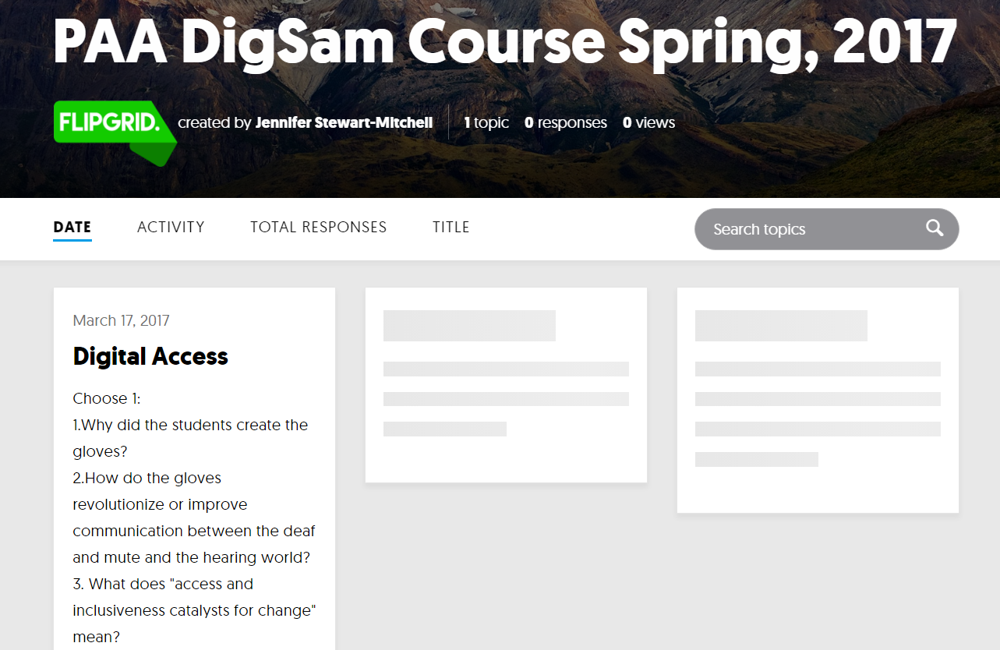 PAA DigSam Course Spring, 2017
FLIPGRID.
created by Jennifer Stewart-Mitchell 1 topic 0 responses 0 views
DATE ACTIVITY TOTAL RESPONSES TITLE Search topics
March 17, 2017
Digital Access
Choose 1:
1.Why did the students create the
gloves?
2.How do the gloves
revolutionize or improve
communication between the deaf
and mute and the hearing world?
3. What does "access and
inclusiveness catalysts for change"
mean?